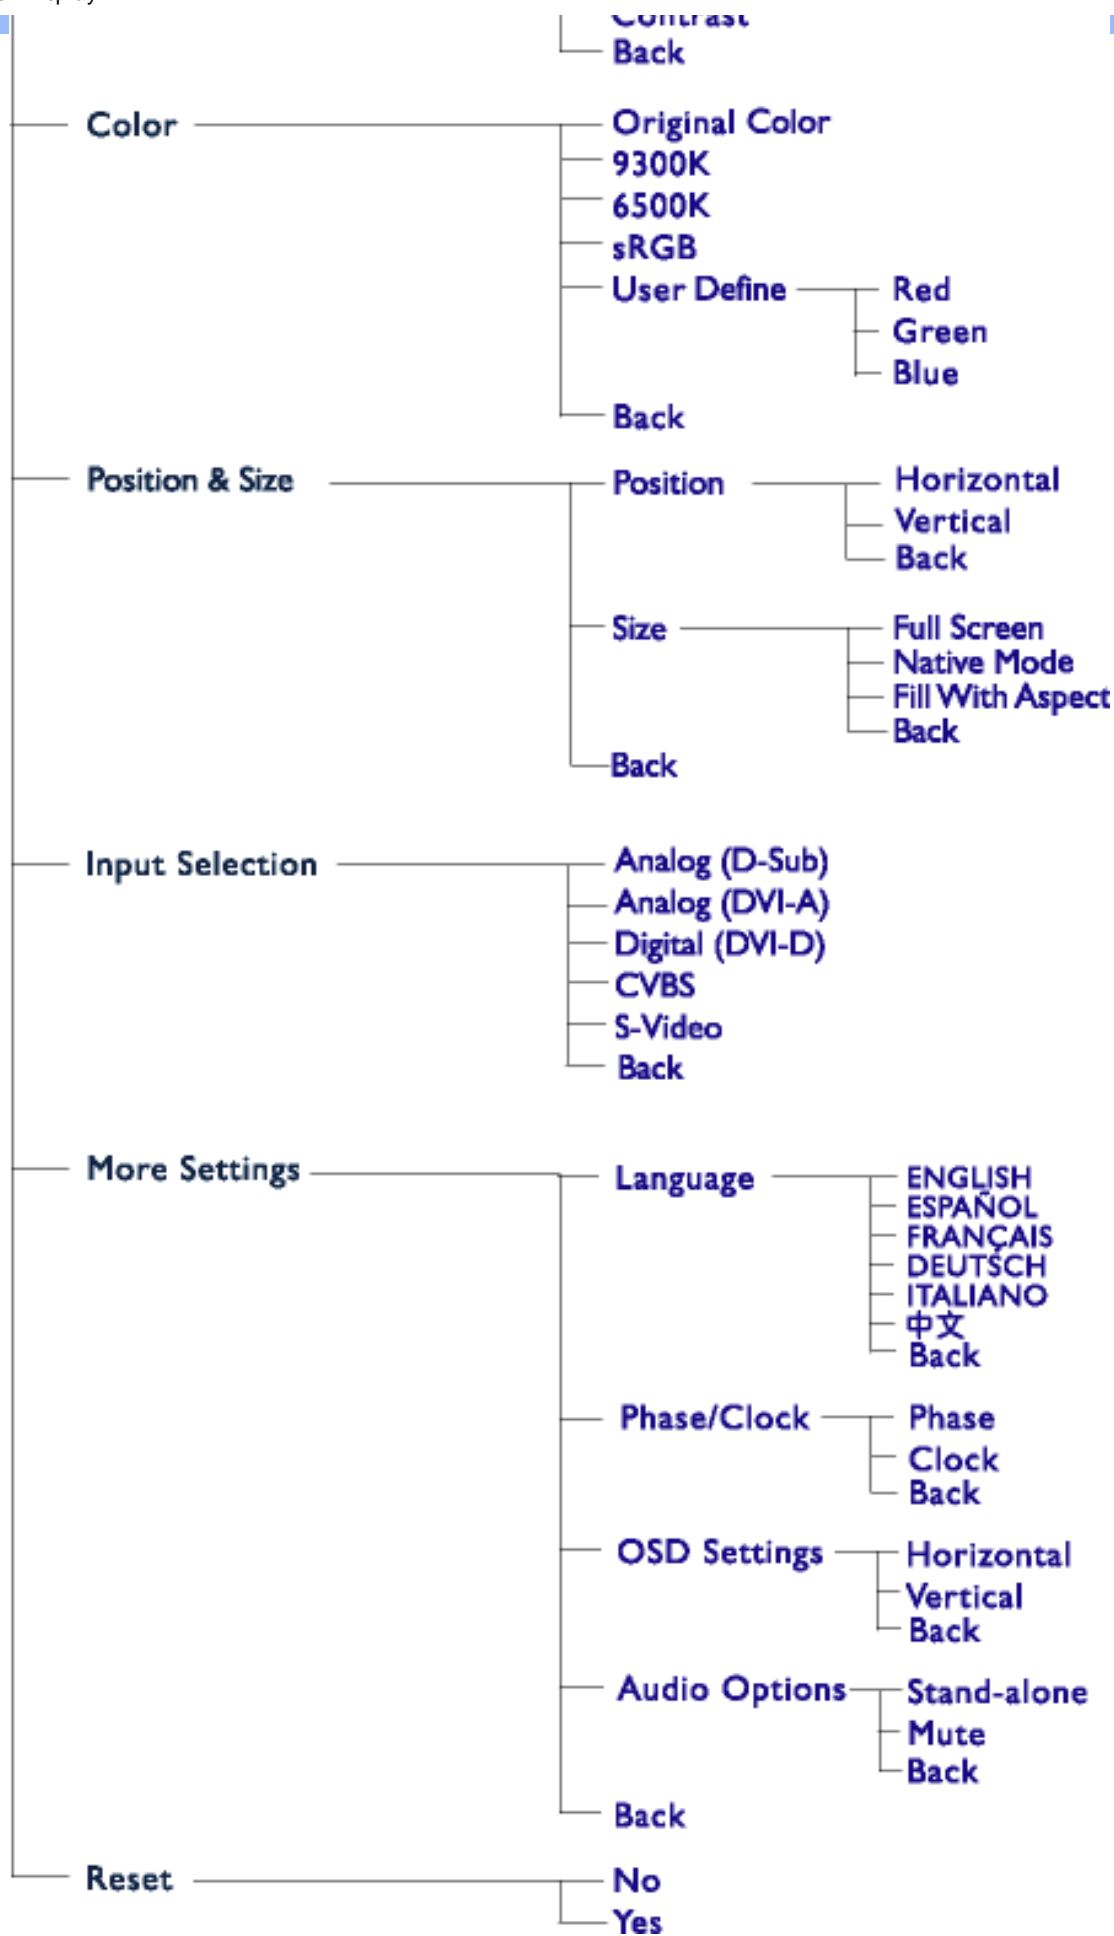 Contrast
Back
Color
Original Color
9300K
6500K
sRGB
User Define
Red
Green
Blue
Back
Position & Size
Position
Horizontal
Vertical
Back
Size
Full Screen
Native Mode
Fill With Aspect
Back
Back
Input Selection
Analog (D-Sub)
Analog (DVI-A)
Digital (DVI-D)
CVBS
S-Video
Back
More Settings
Language
ENGLISH
ESPAÑOL
FRANÇAIS
DEUTSCH
ITALIANO
中文
Back
Phase/Clock
Phase
Clock
Back
OSD Settings
Horizontal
Vertical
Back
Audio Options
Stand-alone
Mute
Back
Back
Reset
No
Yes